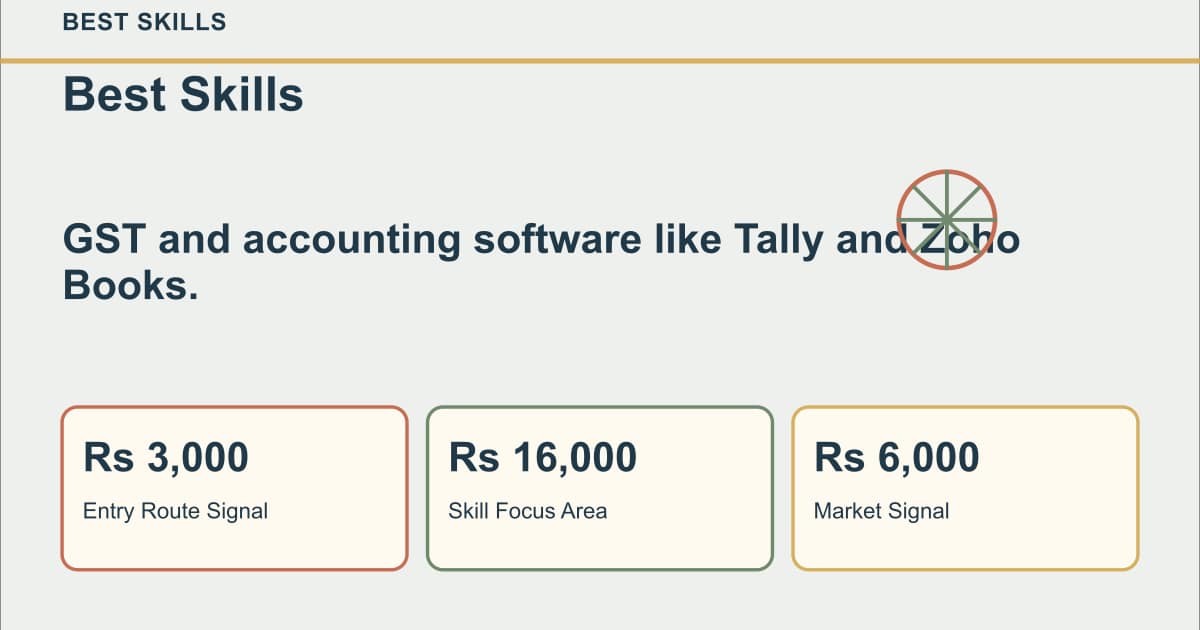 BEST SKILLS
Best Skills
GST and accounting software like Tally and Zoho
Books.
Rs 3,000
Entry Route Signal
Rs 16,000
Skill Focus Area
Rs 6,000
Market Signal